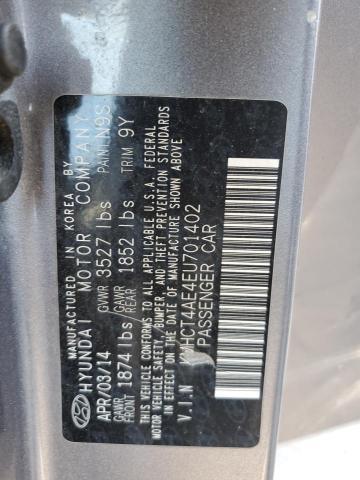 MANUFACTURED IN KOREA BY
HYUNDAI MOTOR COMPANY
APR/03/14 GVWR 3527 lbs PAINT N9S
GAWR FRONT 1874 lbs GAWR REAR 1852 lbs TRIM 9Y
THIS VEHICLE CONFORMS TO ALL APPLICABLE U.S.A. FEDERAL
MOTOR VEHICLE SAFETY, BUMPER, AND THEFT PREVENTION STANDARDS
IN EFFECT ON THE DATE OF MANUFACTURE SHOWN ABOVE.
V.I.N KMHCT4AE4EU701402
PASSENGER CAR